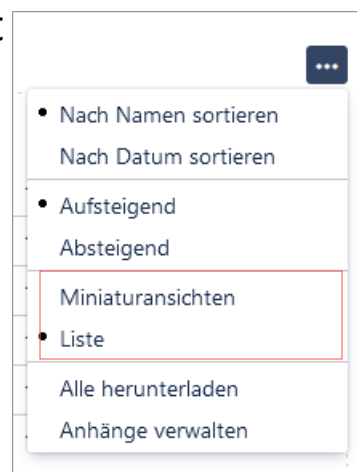 Nach Namen sortieren
Nach Datum sortieren
Aufsteigend
Absteigend
Miniaturansichten
Liste
Alle herunterladen
Anhänge verwalten